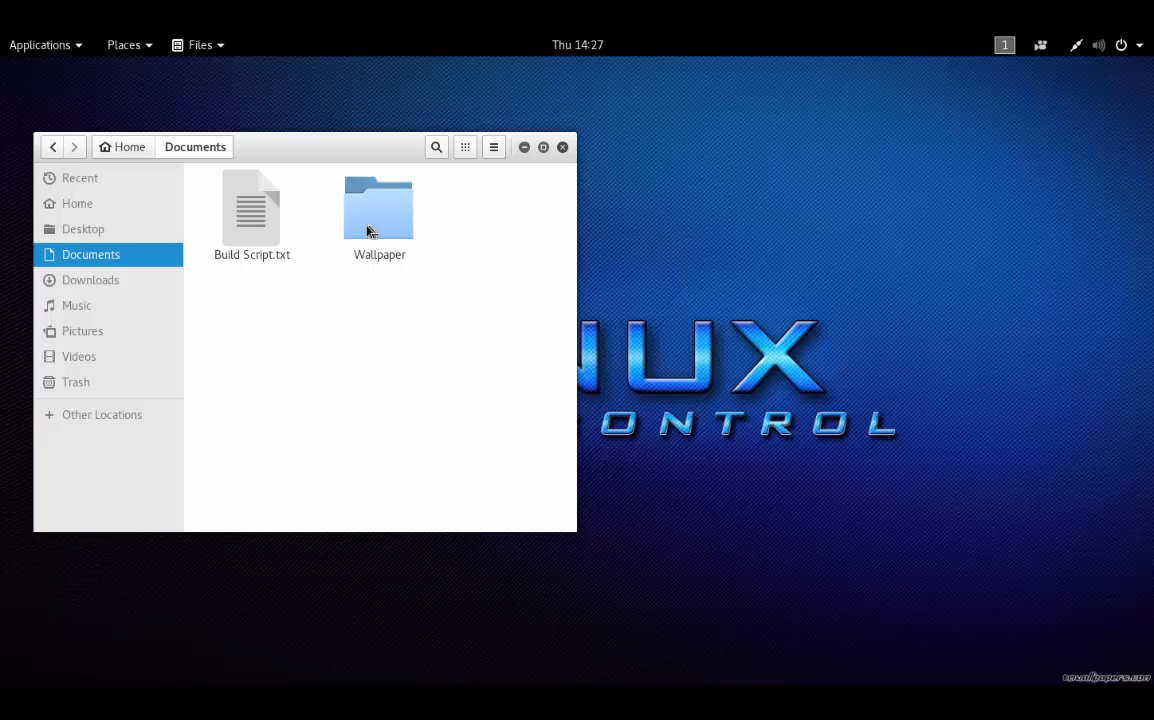 Applications Places Files Thu 14:27 1
Home Documents
Recent
Home
Desktop
Documents
Downloads
Music
Pictures
Videos
Trash
Other Locations
Build Script.txt Wallpaper
NUX
CONTROL